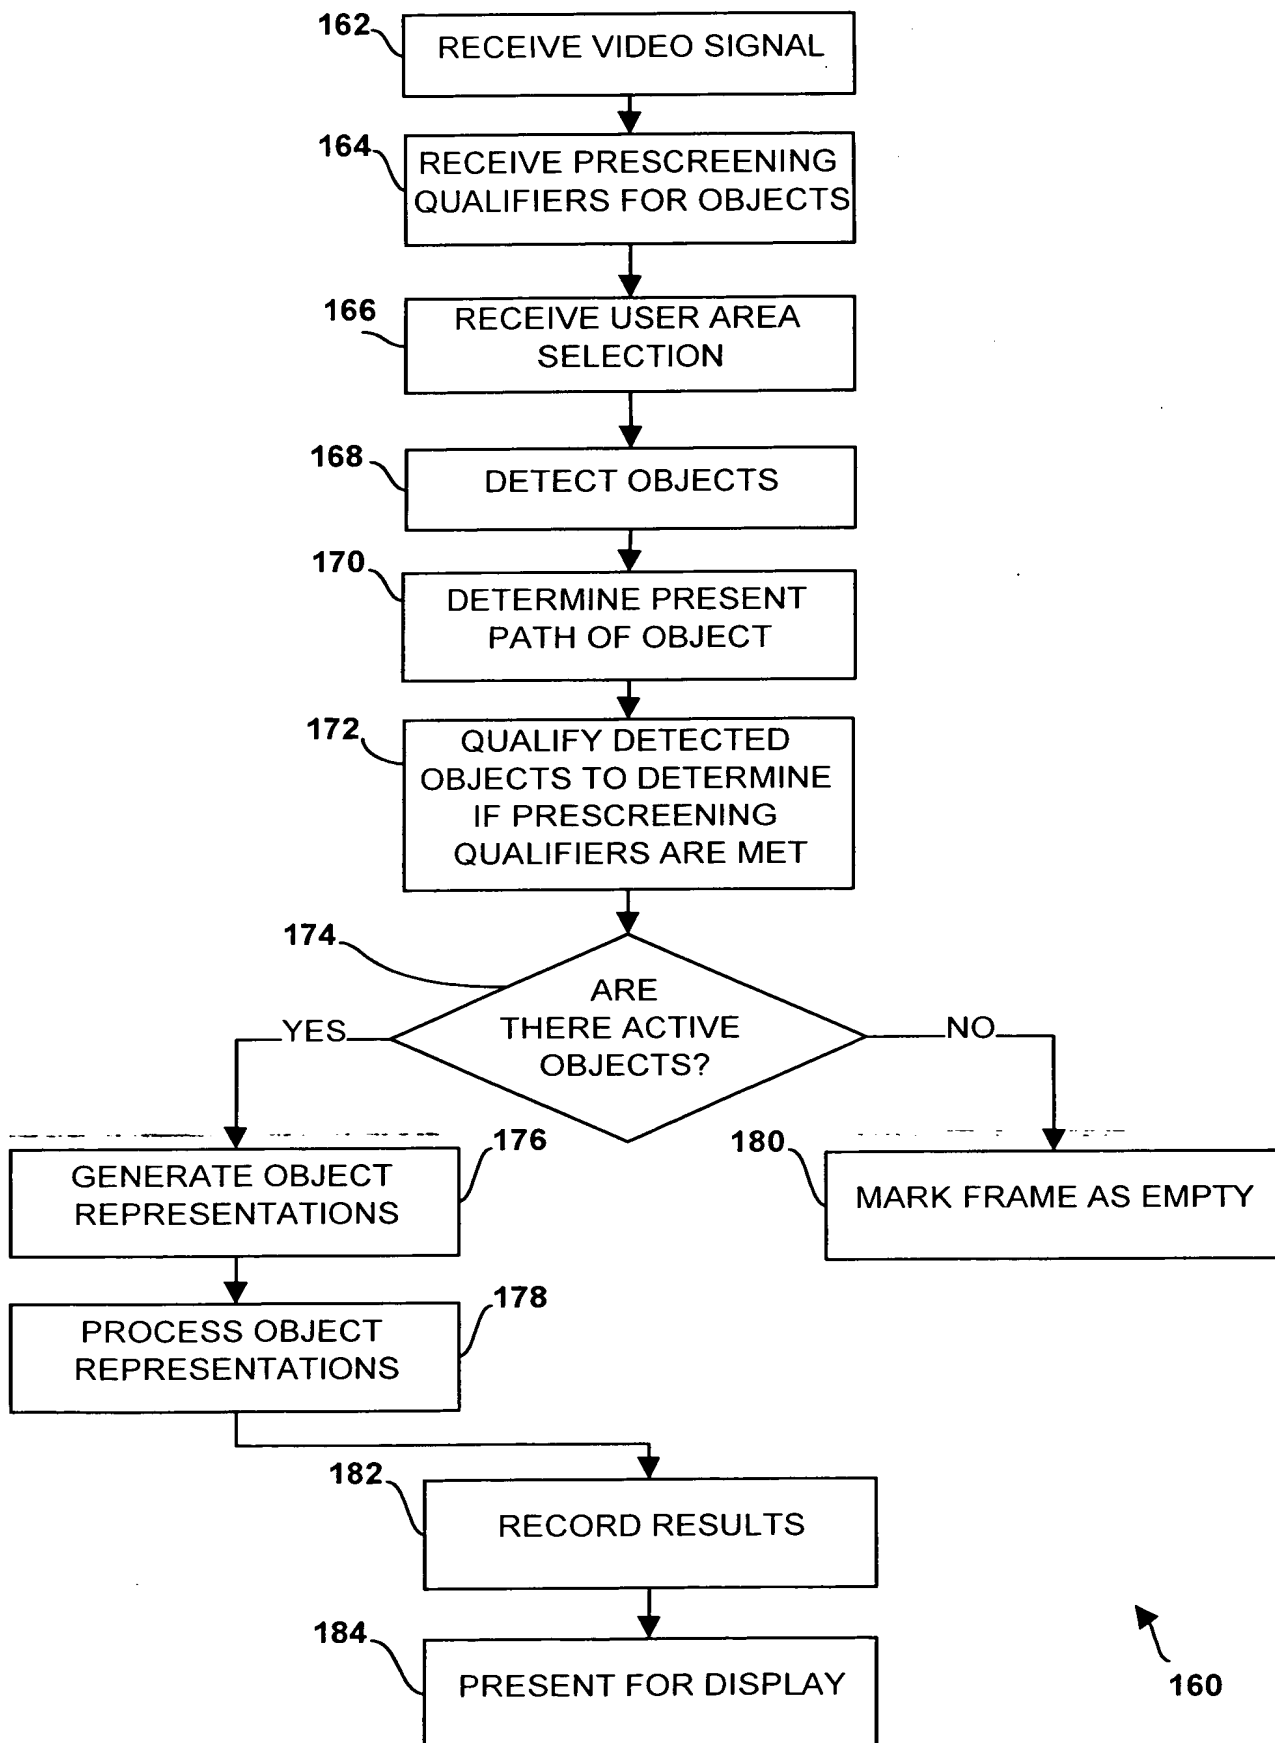 162
RECEIVE VIDEO SIGNAL
164
RECEIVE PRESCREENING
QUALIFIERS FOR OBJECTS
166
RECEIVE USER AREA
SELECTION
168
DETECT OBJECTS
170
DETERMINE PRESENT
PATH OF OBJECT
172
QUALIFY DETECTED
OBJECTS TO DETERMINE
IF PRESCREENING
QUALIFIERS ARE MET
174
ARE
THERE ACTIVE
OBJECTS?
YES
NO
176
GENERATE OBJECT
REPRESENTATIONS
180
MARK FRAME AS EMPTY
178
PROCESS OBJECT
REPRESENTATIONS
182
RECORD RESULTS
184
PRESENT FOR DISPLAY
160